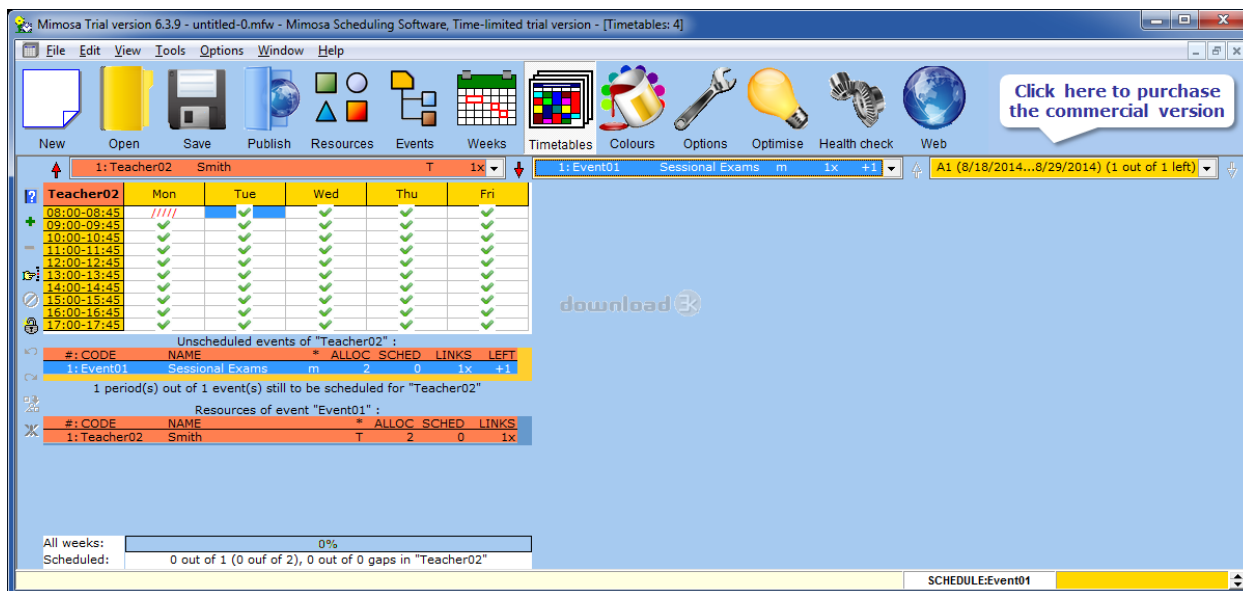 Mimosa Trial version 6.3.9 - untitled-0.mfw - Mimosa Scheduling Software, Time-limited trial version - [Timetables: 4]
File Edit View Tools Options Window Help
New Open Save Publish Resources Events Weeks Timetables Colours Options Optimise Health check Web
Click here to purchase
the commercial version
1:Teacher02 Smith T 1x
1:Event01 Sessional Exams m 1x +1
A1 (8/18/2014...8/29/2014) (1 out of 1 left)
Teacher02 Mon Tue Wed Thu Fri
08:00-08:45 /////
09:00-09:45
10:00-10:45
11:00-11:45
12:00-12:45
13:00-13:45
14:00-14:45
15:00-15:45
16:00-16:45
17:00-17:45
download 3k
Unscheduled events of "Teacher02" :
#: CODE NAME * ALLOC SCHED LINKS LEFT
1: Event01 Sessional Exams m 2 0 1x +1
1 period(s) out of 1 event(s) still to be scheduled for "Teacher02"
Resources of event "Event01" :
#: CODE NAME * ALLOC SCHED LINKS
1: Teacher02 Smith T 2 0 1x
All weeks: 0%
Scheduled: 0 out of 1 (0 ouf of 2), 0 out of 0 gaps in "Teacher02"
SCHEDULE:Event01